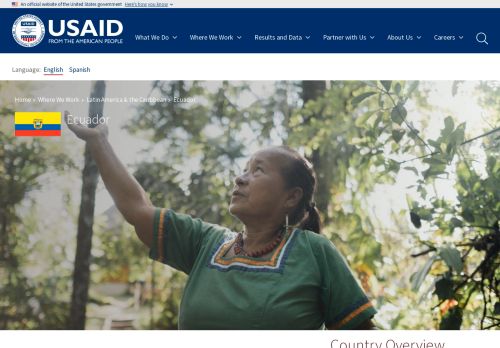 An official website of the United States government Here's how you know
USAID
FROM THE AMERICAN PEOPLE
What We Do Where We Work Results and Data Partner with Us About Us Careers
Language: English Spanish
Home » Where We Work » Latin America & the Caribbean » Ecuador
Ecuador
Country Overview